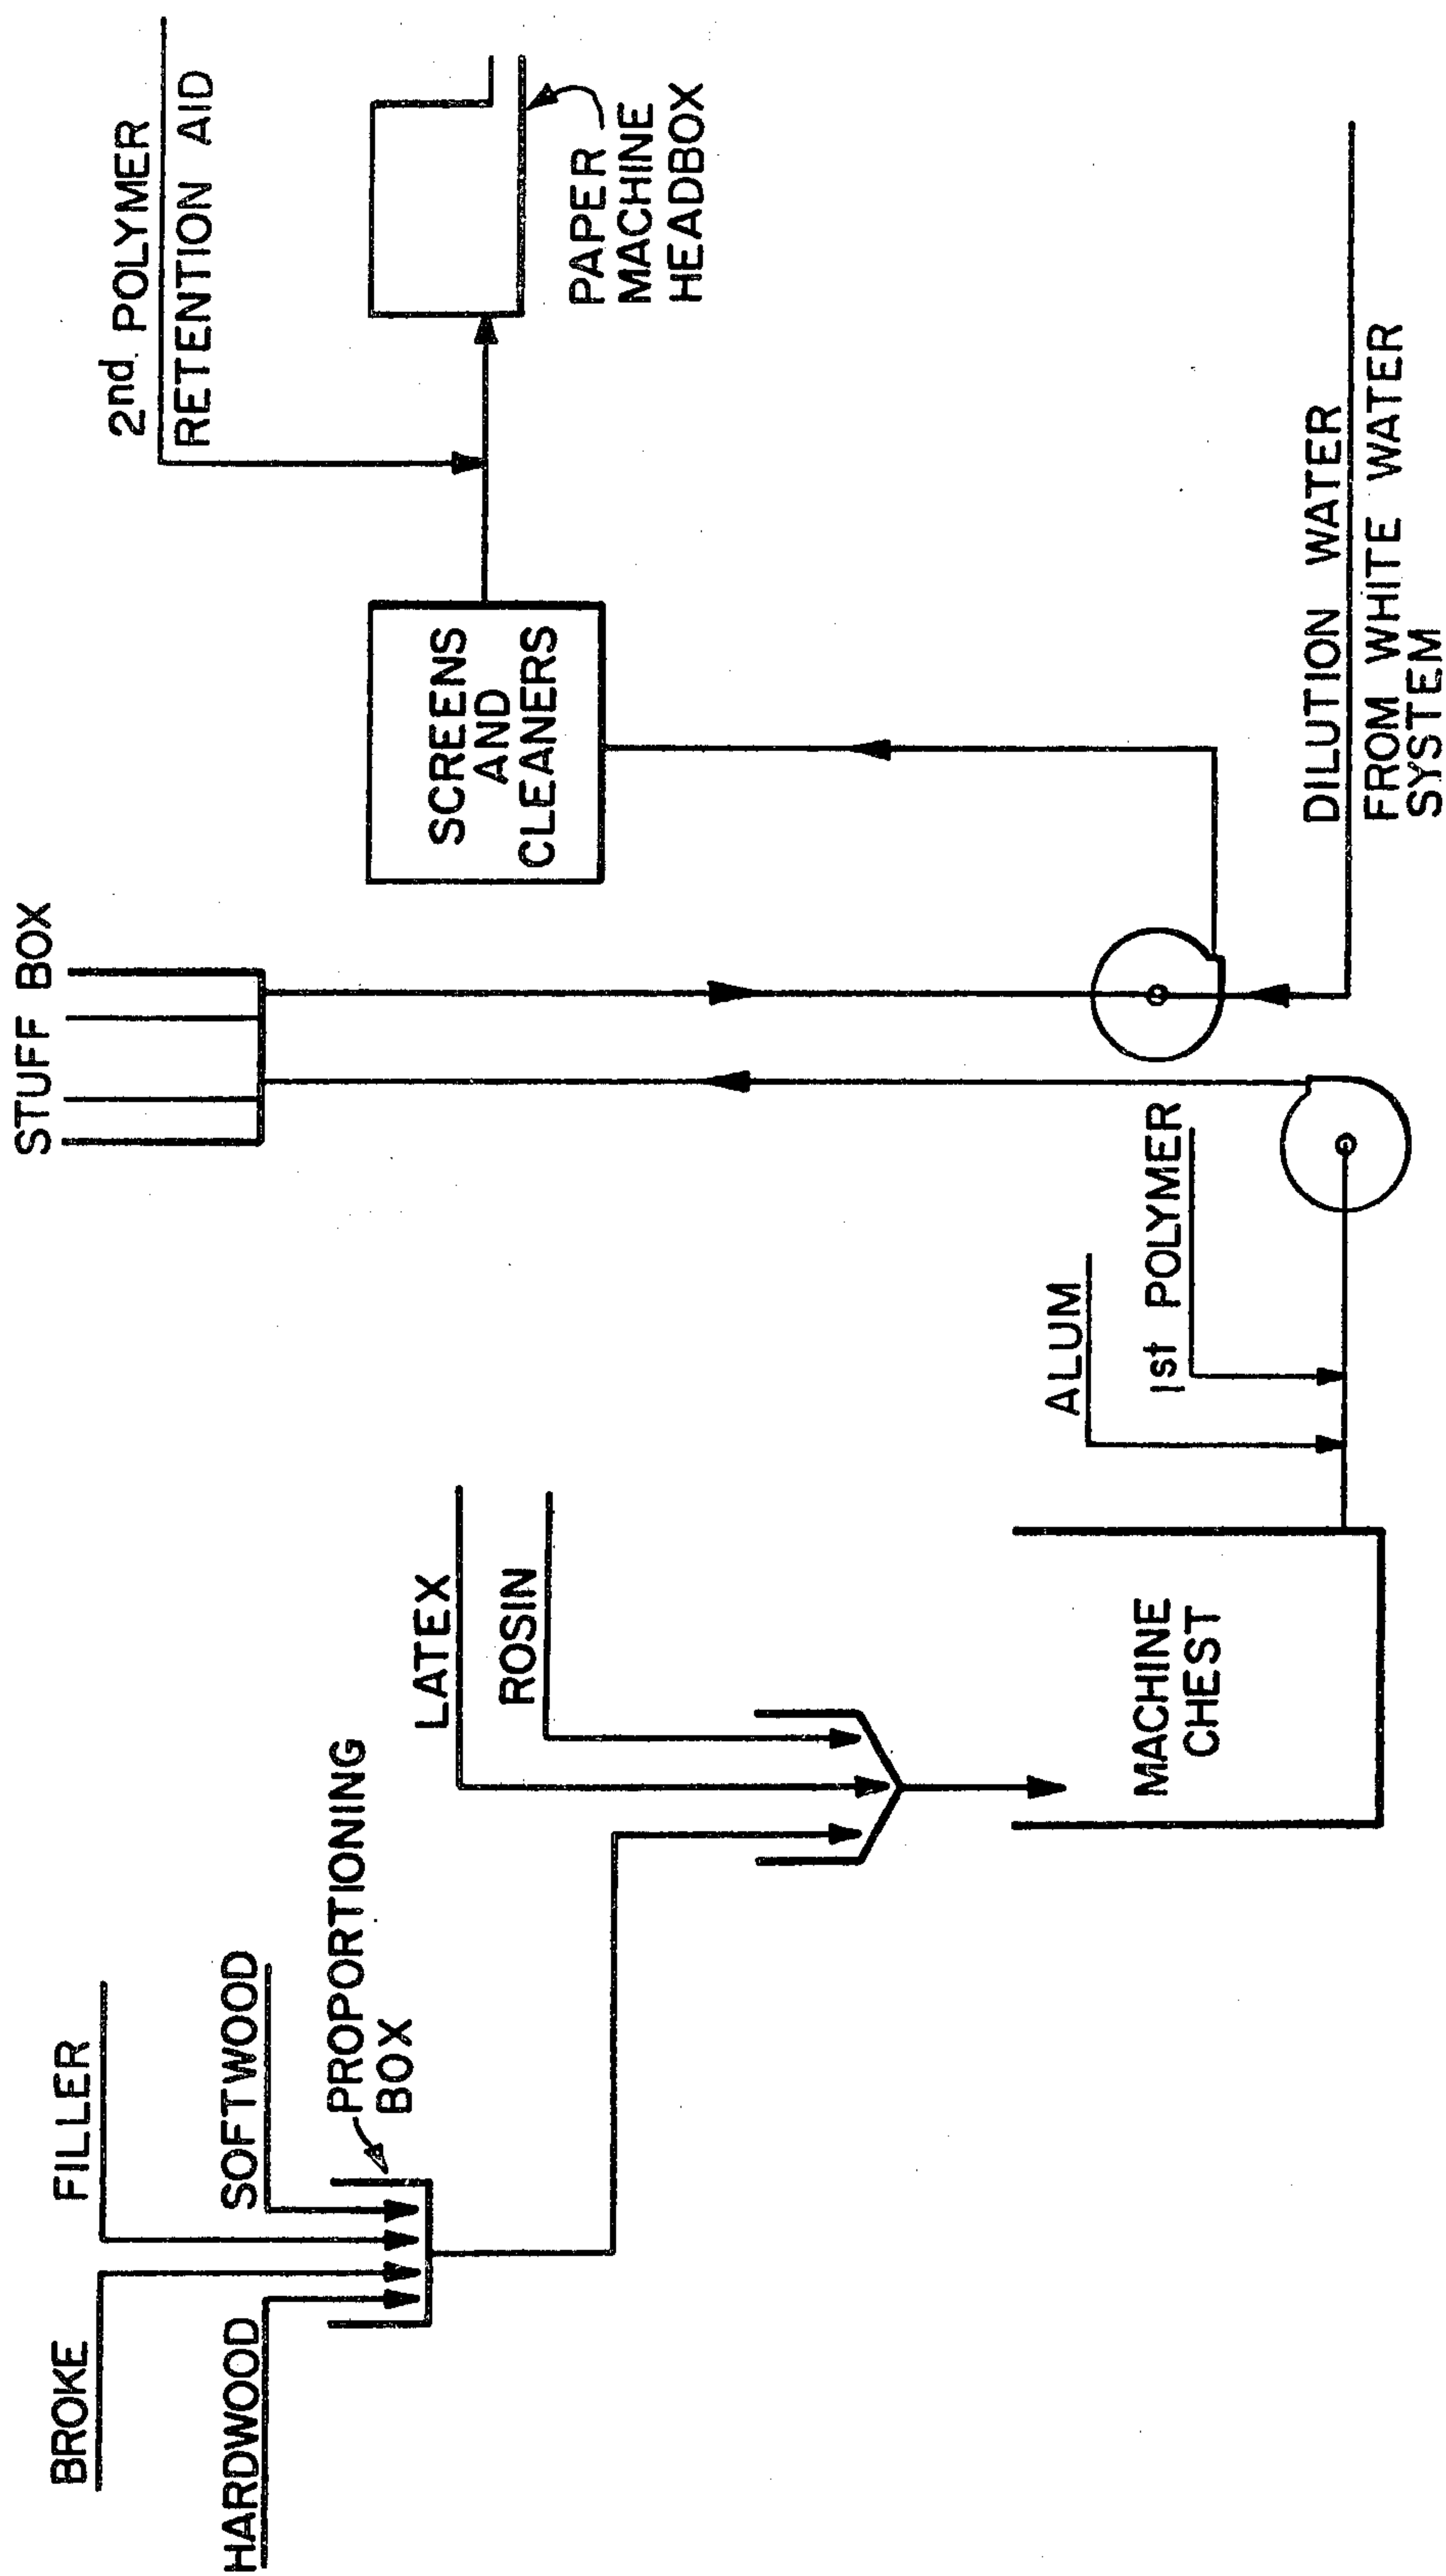 BROKE
FILLER
HARDWOOD
SOFTWOOD
PROPORTIONING
BOX
LATEX
ROSIN
MACHINE
CHEST
ALUM
1st POLYMER
STUFF BOX
SCREENS
AND
CLEANERS
DILUTION WATER
FROM WHITE WATER
SYSTEM
2nd. POLYMER
RETENTION AID
PAPER
MACHINE
HEADBOX